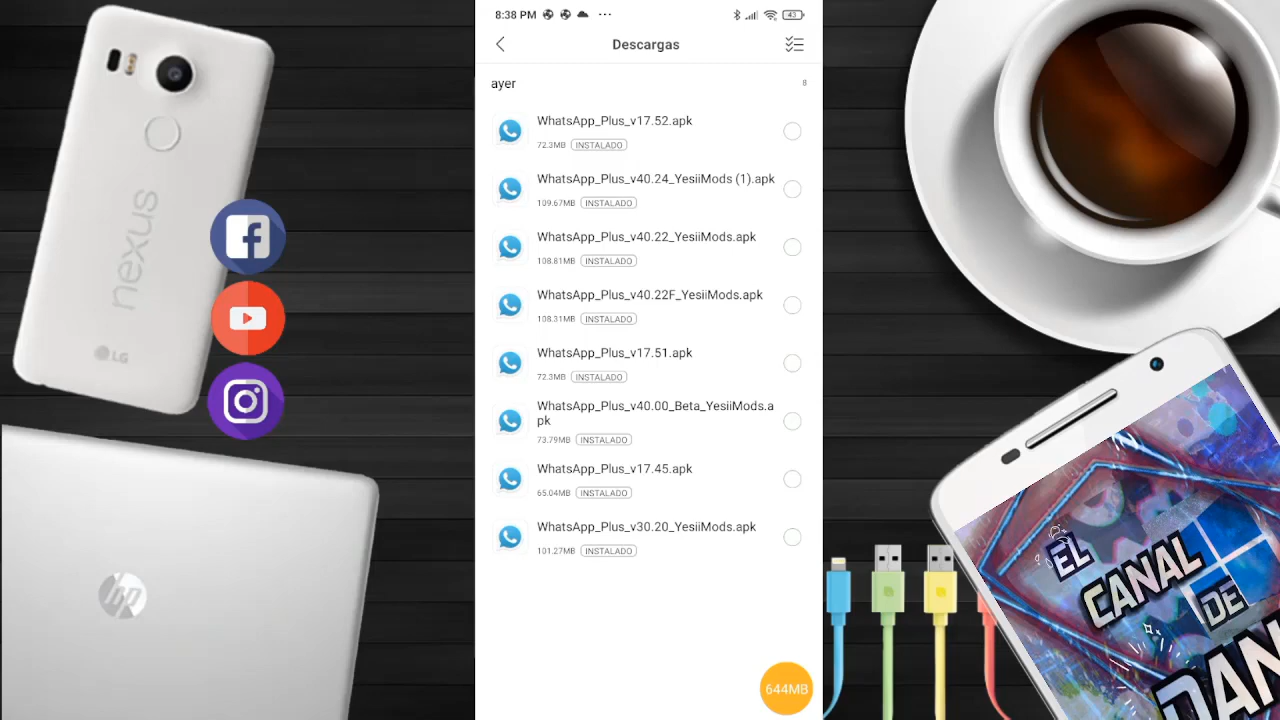 8:38 PM ... 43
Descargas
ayer 8
WhatsApp_Plus_v17.52.apk
72.3MB INSTALADO
WhatsApp_Plus_v40.24_YesiiMods (1).apk
109.67MB INSTALADO
WhatsApp_Plus_v40.22_YesiiMods.apk
108.81MB INSTALADO
WhatsApp_Plus_v40.22F_YesiiMods.apk
108.31MB INSTALADO
WhatsApp_Plus_v17.51.apk
72.3MB INSTALADO
WhatsApp_Plus_v40.00_Beta_YesiiMods.a
pk
73.79MB INSTALADO
WhatsApp_Plus_v17.45.apk
65.04MB INSTALADO
WhatsApp_Plus_v30.20_YesiiMods.apk
101.27MB INSTALADO
644MB
nexus
LG
hp
EL
CANAL
DE
DAN